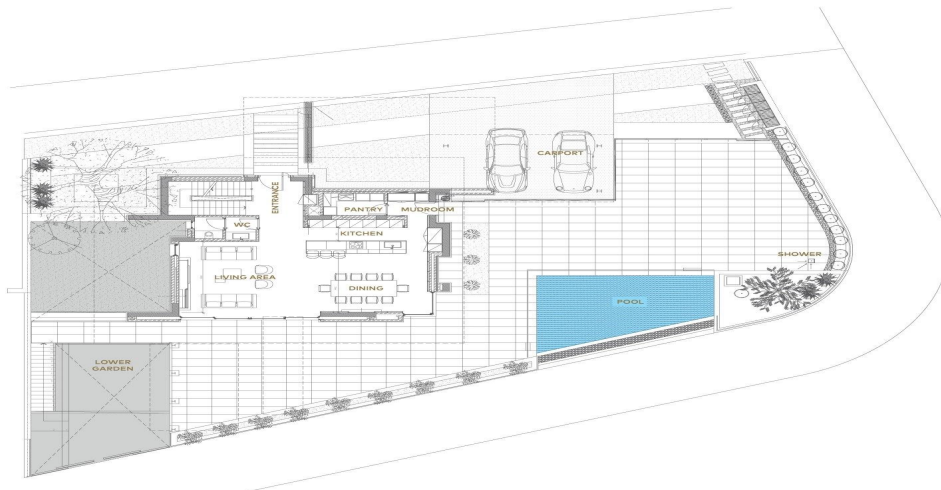 CARPORT
ENTRANCE
PANTRY
MUDROOM
WC
KITCHEN
SHOWER
LIVING AREA
DINING
POOL
LOWER
GARDEN